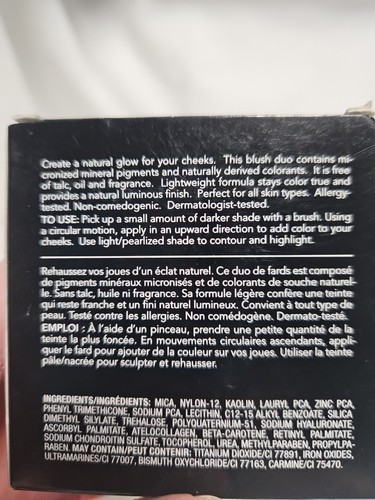 Create a natural glow for your cheeks. This blush duo contains mi-
cronized mineral pigments and naturally derived colorants. It is free
of talc, oil and fragrance. Lightweight formula stays color true and
provides a natural luminous finish. Perfect for all skin types. Allergy-
tested. Non-comedogenic. Dermatologist-tested.
TO USE: Pick up a small amount of darker shade with a brush. Using
a circular motion, apply in an upward direction to add color to your
cheeks. Use light/pearlized shade to contour and highlight.
Rehaussez vos joues d'un éclat naturel. Ce duo de fards est composé
de pigments minéraux micronisés et de colorants de souche naturel-
le. Sans talc, huile ni fragrance. Sa formule légère confère une teinte
qui reste franche et un fini naturel lumineux. Convient à tout type de
peau. Testé contre les allergies. Non comédogène. Dermato-testé.
EMPLOI : À l'aide d'un pinceau, prendre une petite quantité de la
teinte la plus foncée. En mouvements circulaires ascendants, appli-
quer le fard pour ajouter de la couleur sur vos joues. Utiliser la teinte
pâle/nacrée pour sculpter et rehausser.
INGREDIENTS/INGRÉDIENTS: MICA, NYLON-12, KAOLIN, LAURYL PCA, ZINC PCA,
PHENYL TRIMETHICONE, SODIUM PCA, LECITHIN, C12-15 ALKYL BENZOATE, SILICA
DIMETHYL SILYLATE, TREHALOSE, POLYQUATERNIUM-51, SODIUM HYALURONATE,
ASCORBYL PALMITATE, ATELOCOLLAGEN, BETA-CAROTENE, RETINYL PALMITATE,
SODIUM CHONDROITIN SULFATE, TOCOPHEROL, UREA, METHYLPARABEN, PROPYLPA-
RABEN. MAY CONTAIN/PEUT CONTENIR: TITANIUM DIOXIDE/CI 77891, IRON OXIDES,
ULTRAMARINES/CI 77007, BISMUTH OXYCHLORIDE/CI 77163, CARMINE/CI 75470.